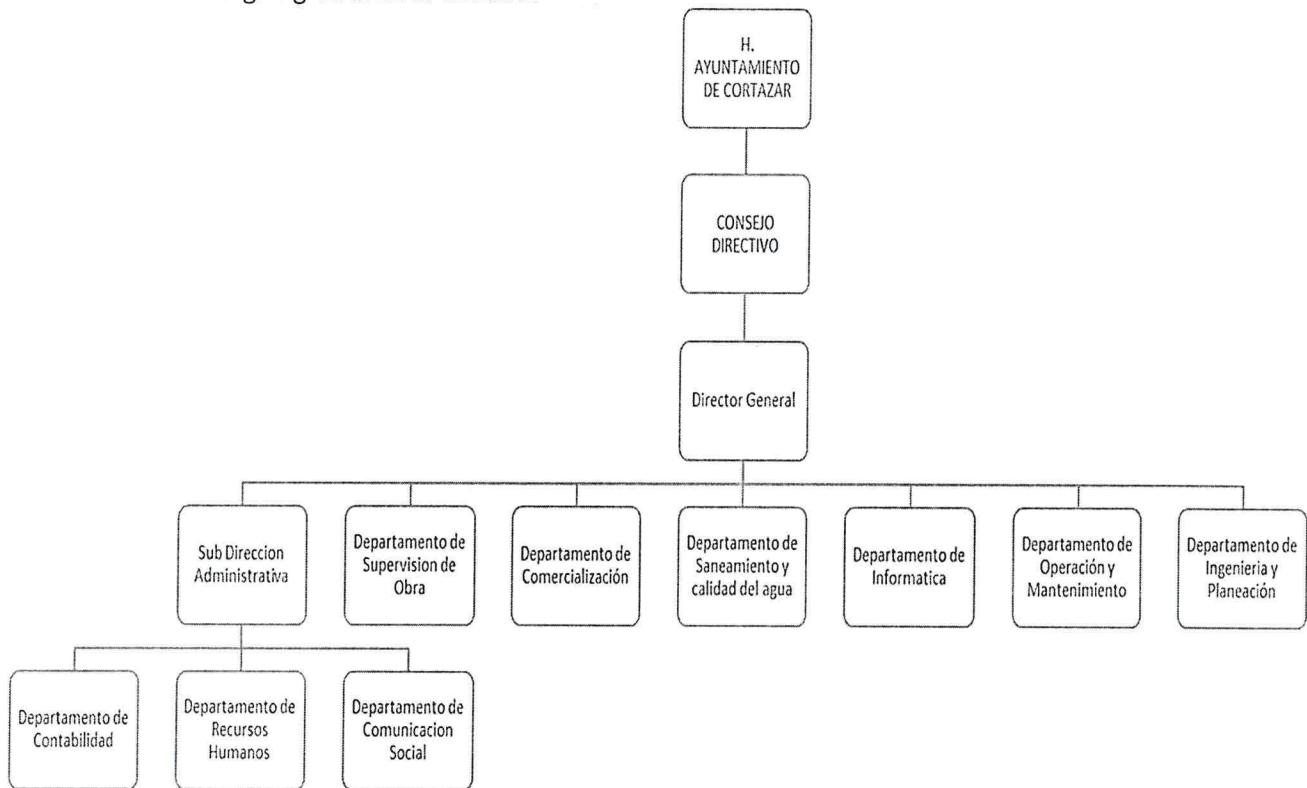 H.
AYUNTAMIENTO
DE CORTAZAR
CONSEJO
DIRECTIVO
Director General
Sub Direccion
Administrativa
Departamento de
Supervision de
Obra
Departamento de
Comercialización
Departamento de
Saneamiento y
calidad del agua
Departamento de
Informatica
Departamento de
Operación y
Mantenimiento
Departamento de
Ingenieria y
Planeación
Departamento de
Contabilidad
Departamento de
Recursos
Humanos
Departamento de
Comunicacion
Social